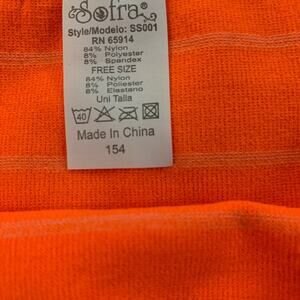 Sofra
Style/Modelo: SS001
RN 65914
84% Nylon
8% Polyester
8% Spandex
FREE SIZE
84% Nylon
8% Poliester
8% Elastano
Uni Talla
40
Made In China
154